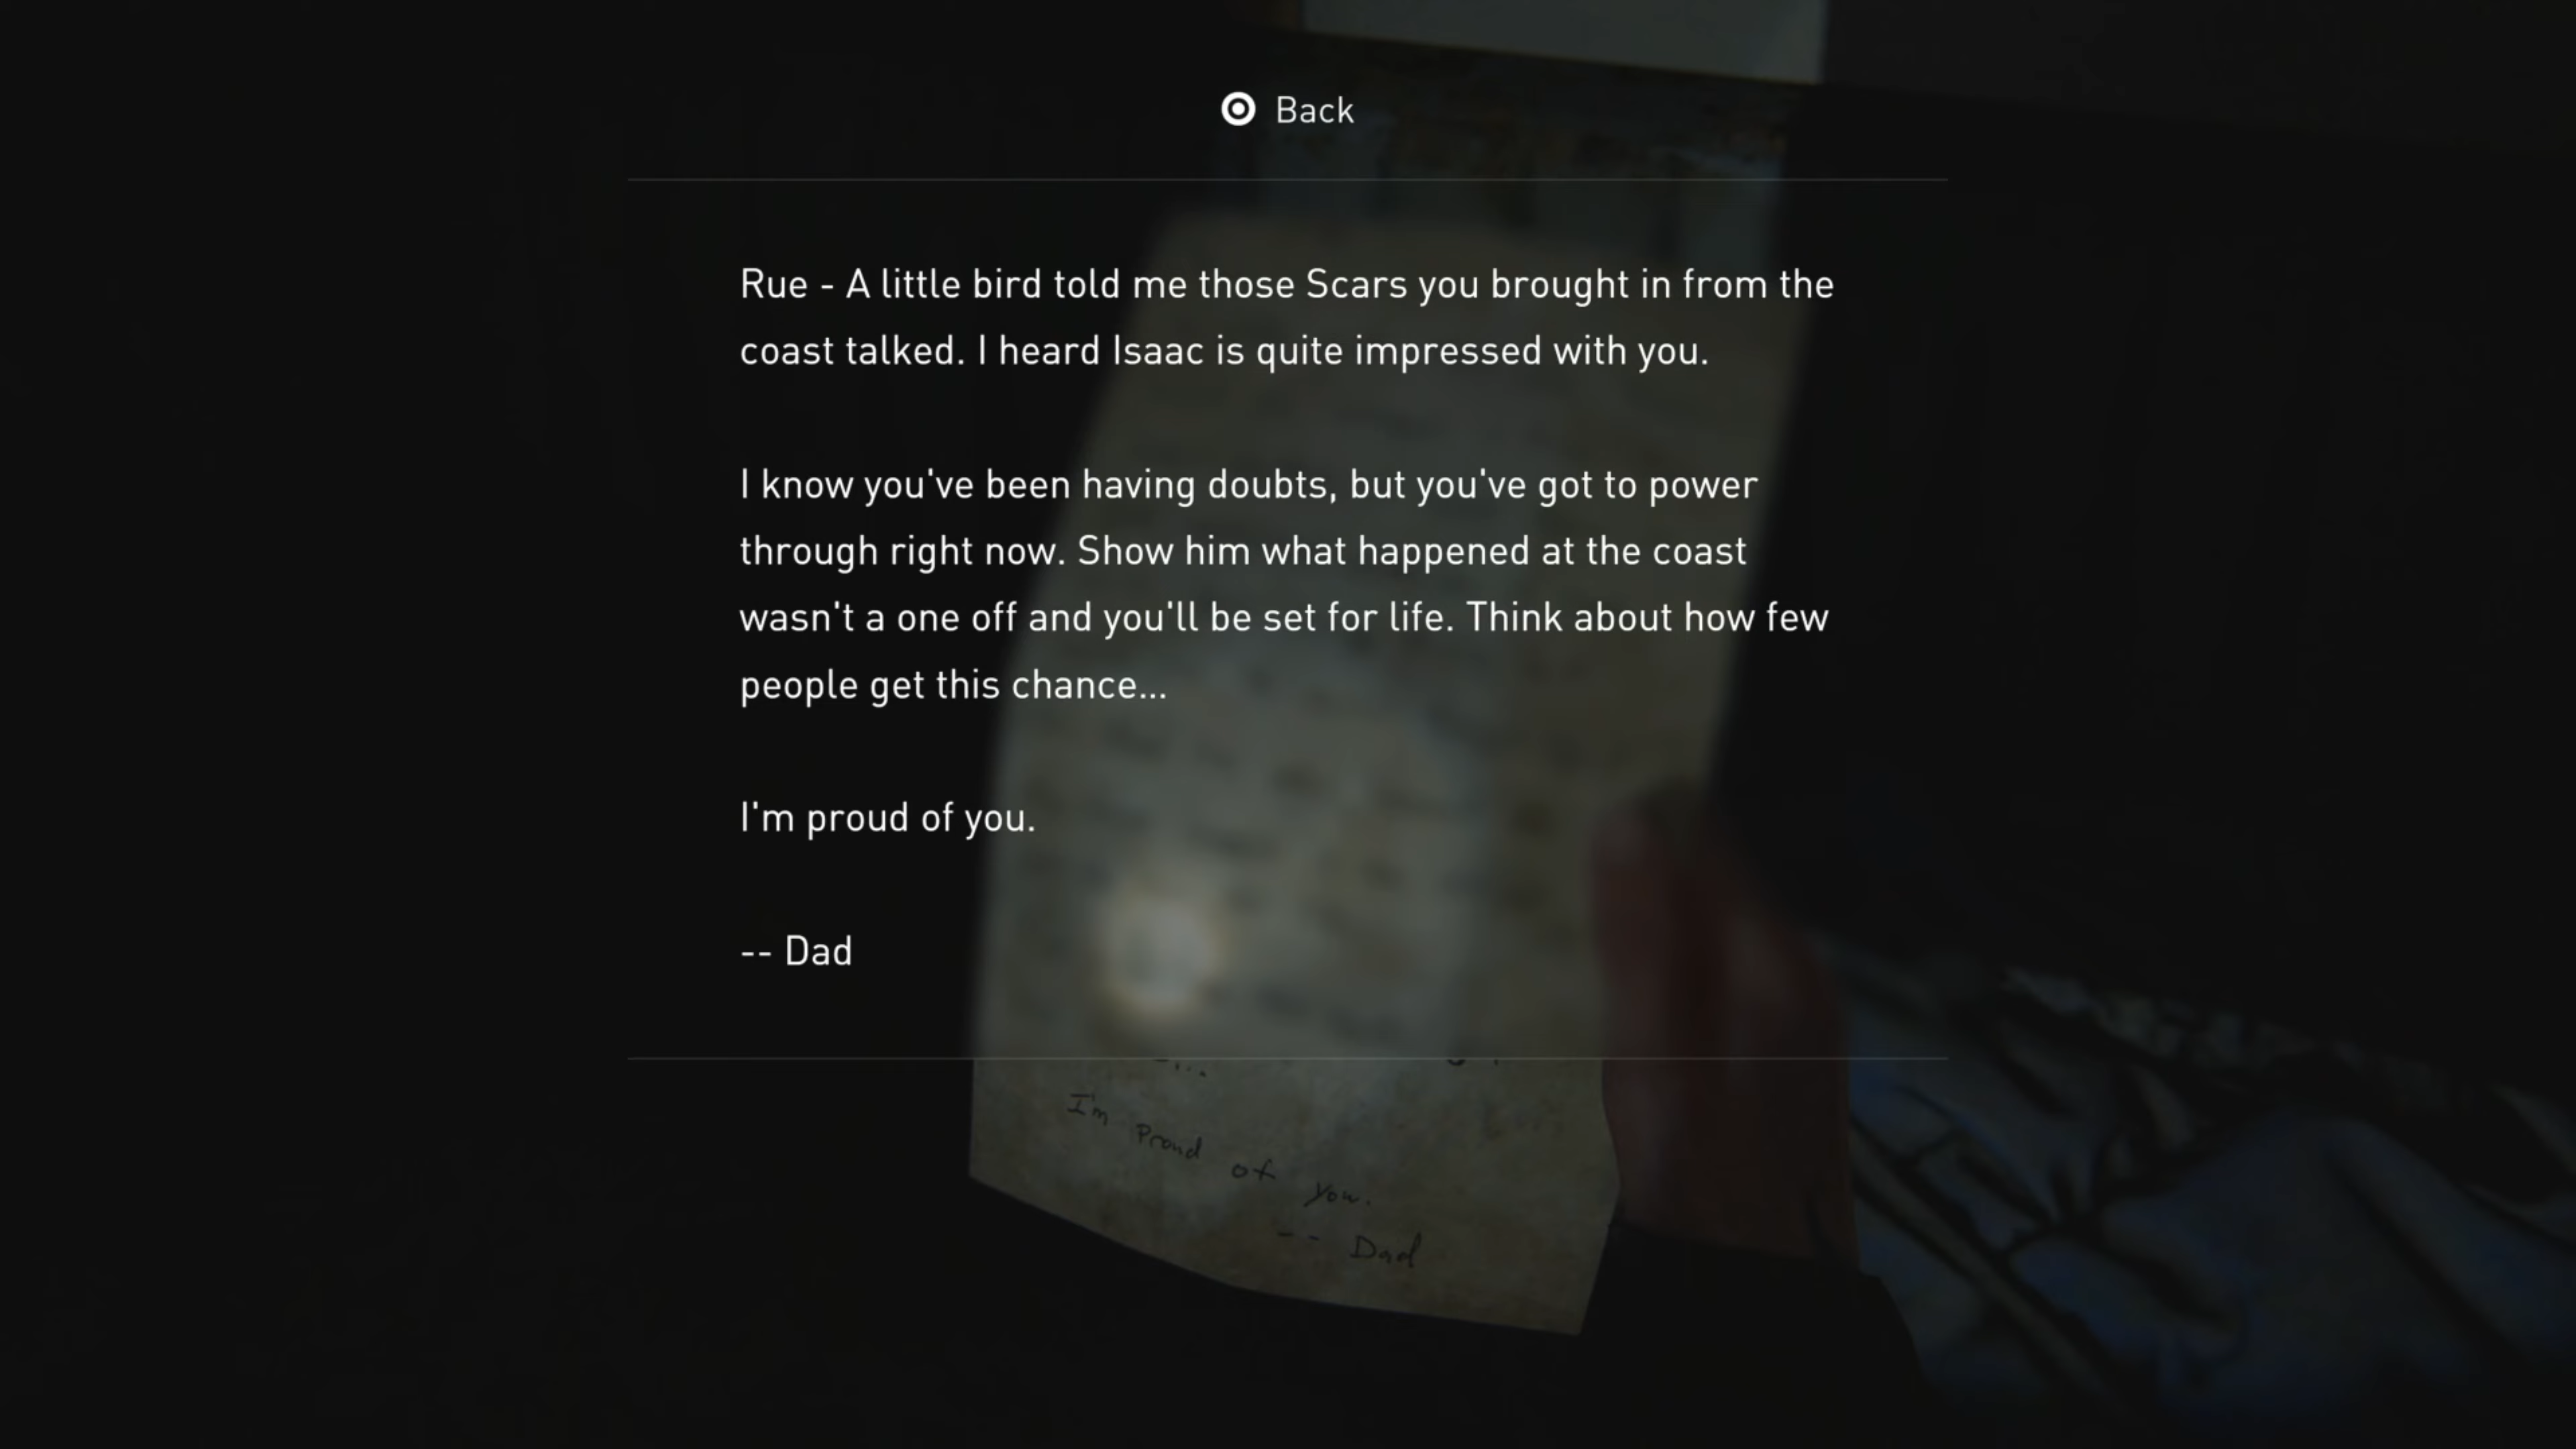 Back
Rue - A little bird told me those Scars you brought in from the
coast talked. I heard Isaac is quite impressed with you.
I know you've been having doubts, but you've got to power
through right now. Show him what happened at the coast
wasn't a one off and you'll be set for life. Think about how few
people get this chance...
I'm proud of you.
-- Dad
I'm Proud of you.
-- Dad